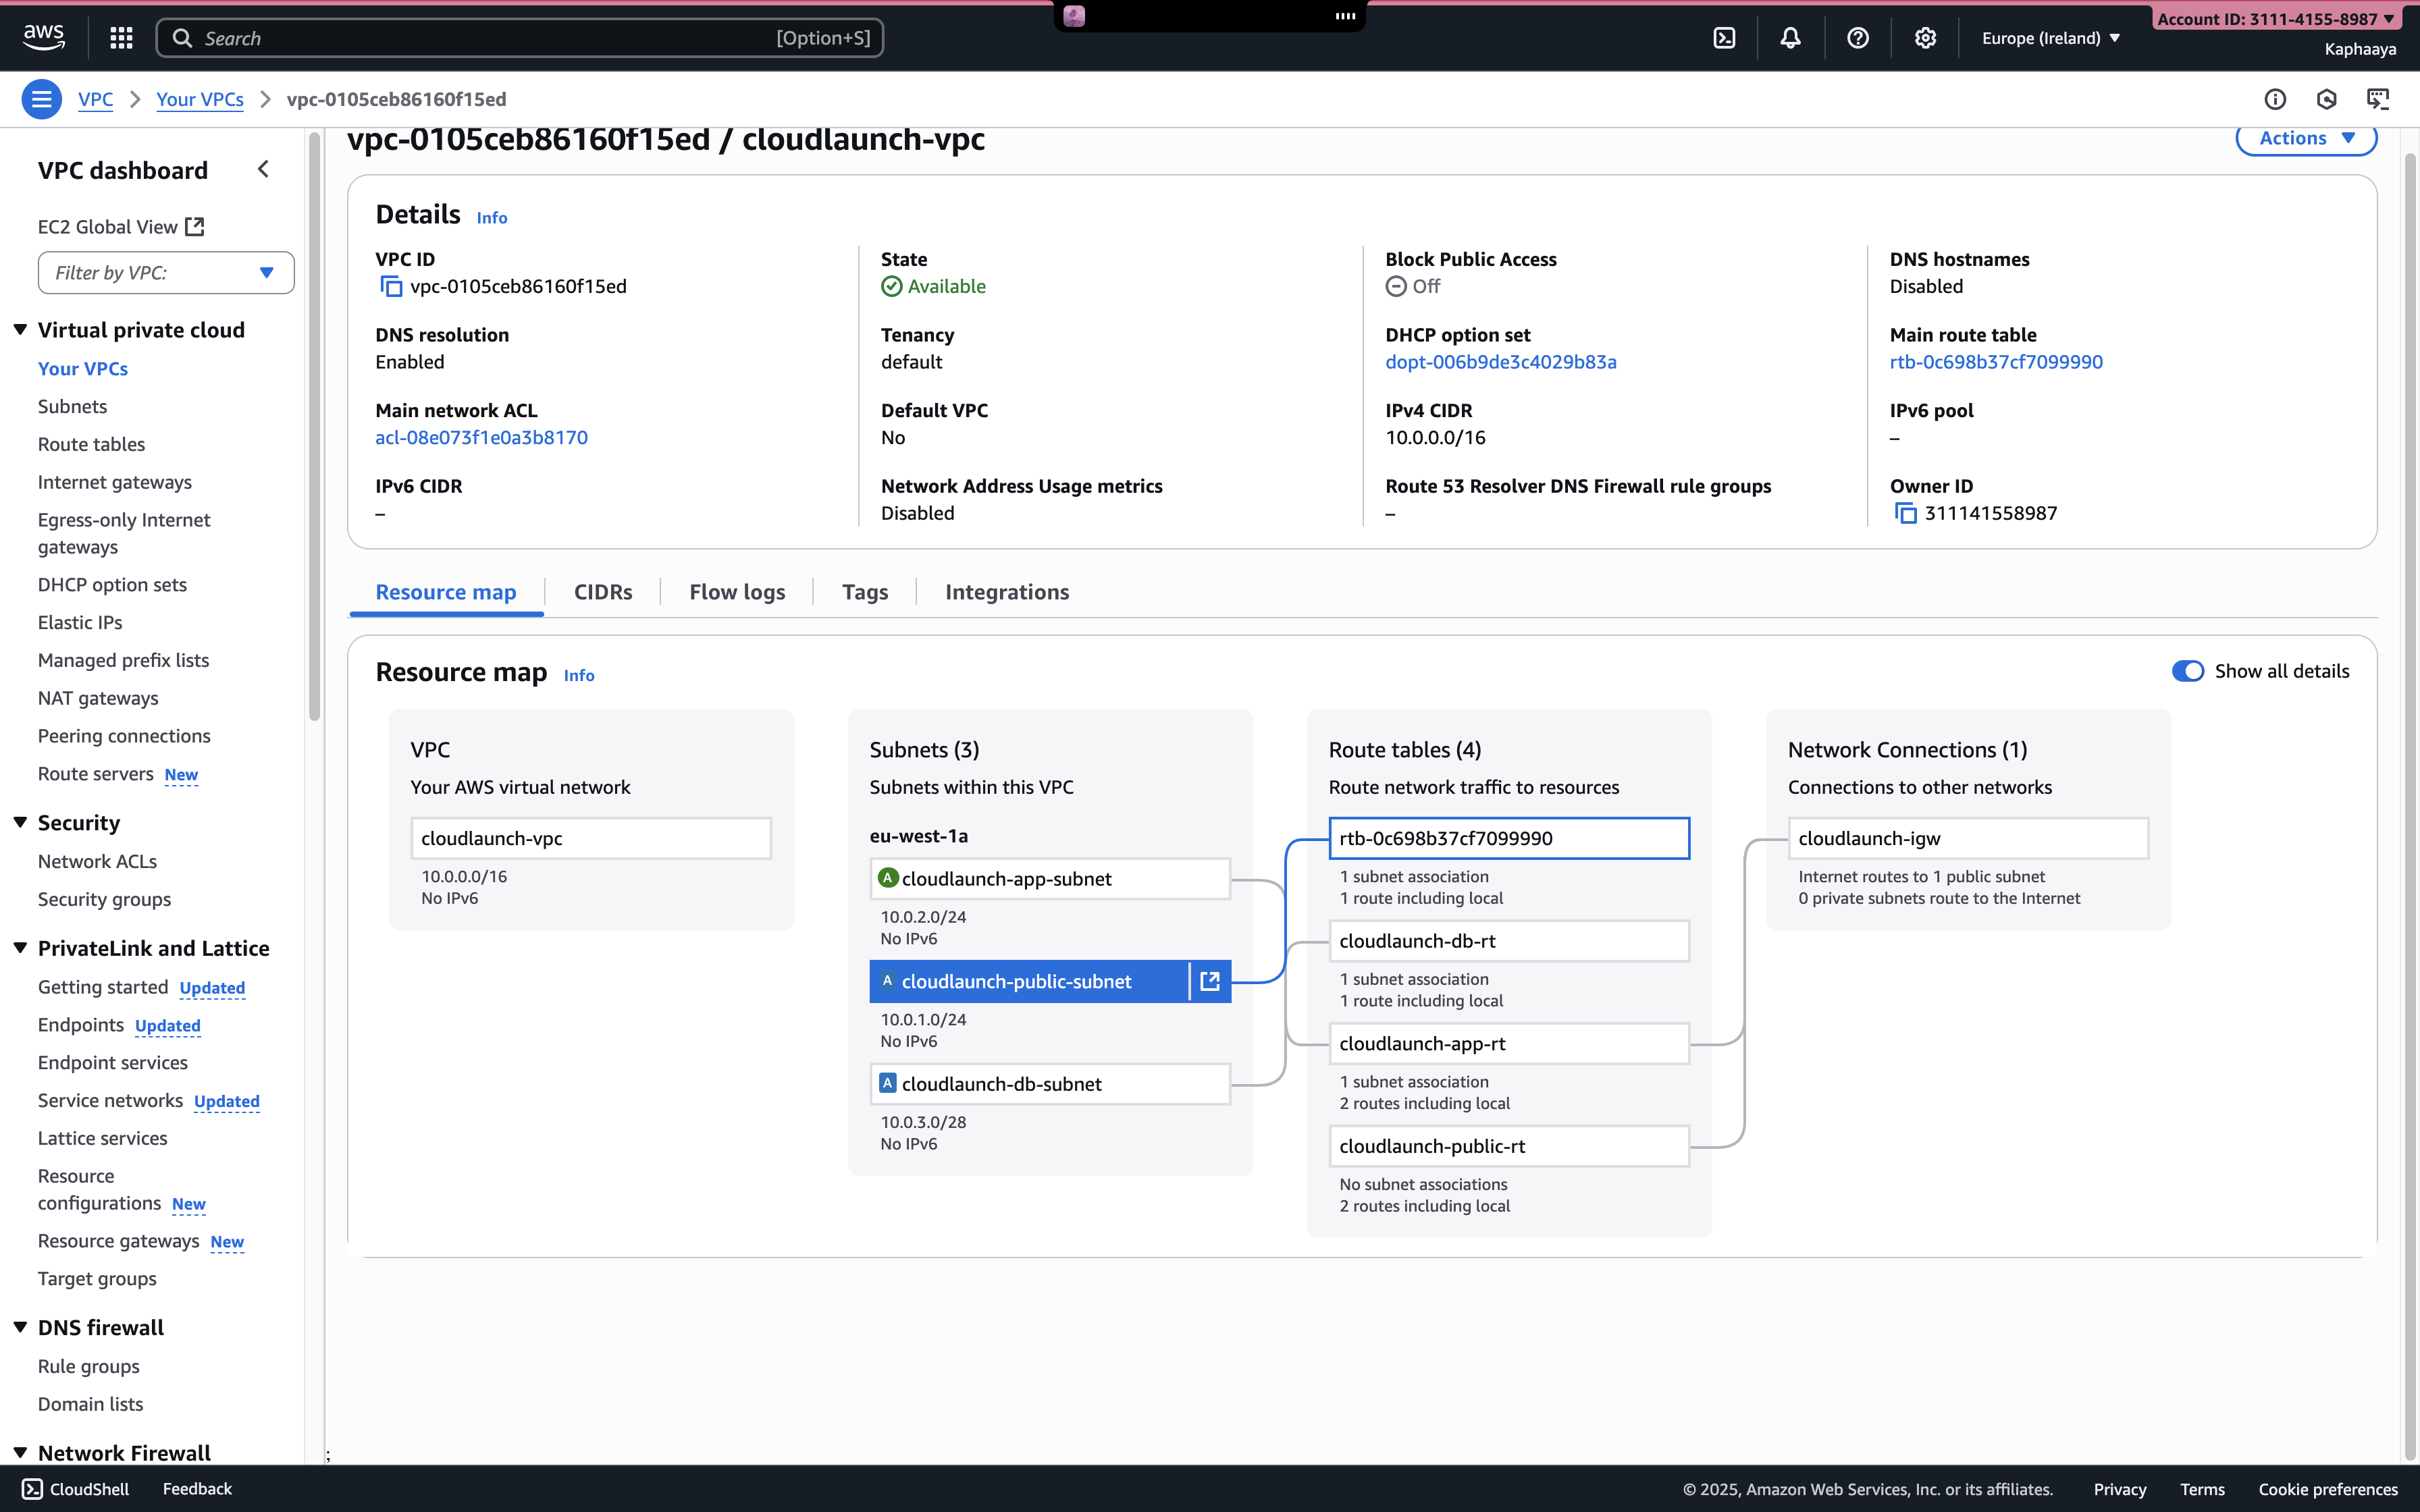 aws
Search
[Option+S]
Europe (Ireland)
Account ID: 3111-4155-8987
Kaphaaya
VPC
Your VPCs
vpc-0105ceb86160f15ed
VPC dashboard
EC2 Global View
Filter by VPC:
Virtual private cloud
Your VPCs
Subnets
Route tables
Internet gateways
Egress-only Internet
gateways
DHCP option sets
Elastic IPs
Managed prefix lists
NAT gateways
Peering connections
Route servers New
Security
Network ACLs
Security groups
PrivateLink and Lattice
Getting started Updated
Endpoints Updated
Endpoint services
Service networks Updated
Lattice services
Resource
configurations New
Resource gateways New
Target groups
DNS firewall
Rule groups
Domain lists
Network Firewall
vpc-0105ceb86160f15ed / cloudlaunch-vpc
Actions
Details Info
VPC ID
vpc-0105ceb86160f15ed
State
Available
Block Public Access
Off
DNS hostnames
Disabled
DNS resolution
Enabled
Tenancy
default
DHCP option set
dopt-006b9de3c4029b83a
Main route table
rtb-0c698b37cf7099990
Main network ACL
acl-08e073f1e0a3b8170
Default VPC
No
IPv4 CIDR
10.0.0.0/16
IPv6 pool
–
IPv6 CIDR
–
Network Address Usage metrics
Disabled
Route 53 Resolver DNS Firewall rule groups
–
Owner ID
311141558987
Resource map
CIDRs
Flow logs
Tags
Integrations
Resource map Info
Show all details
VPC
Your AWS virtual network
cloudlaunch-vpc
10.0.0.0/16
No IPv6
Subnets (3)
Subnets within this VPC
eu-west-1a
A cloudlaunch-app-subnet
10.0.2.0/24
No IPv6
A cloudlaunch-public-subnet
10.0.1.0/24
No IPv6
A cloudlaunch-db-subnet
10.0.3.0/28
No IPv6
Route tables (4)
Route network traffic to resources
rtb-0c698b37cf7099990
1 subnet association
1 route including local
cloudlaunch-db-rt
1 subnet association
1 route including local
cloudlaunch-app-rt
1 subnet association
2 routes including local
cloudlaunch-public-rt
No subnet associations
2 routes including local
Network Connections (1)
Connections to other networks
cloudlaunch-igw
Internet routes to 1 public subnet
0 private subnets route to the Internet
;
CloudShell
Feedback
© 2025, Amazon Web Services, Inc. or its affiliates.
Privacy
Terms
Cookie preferences